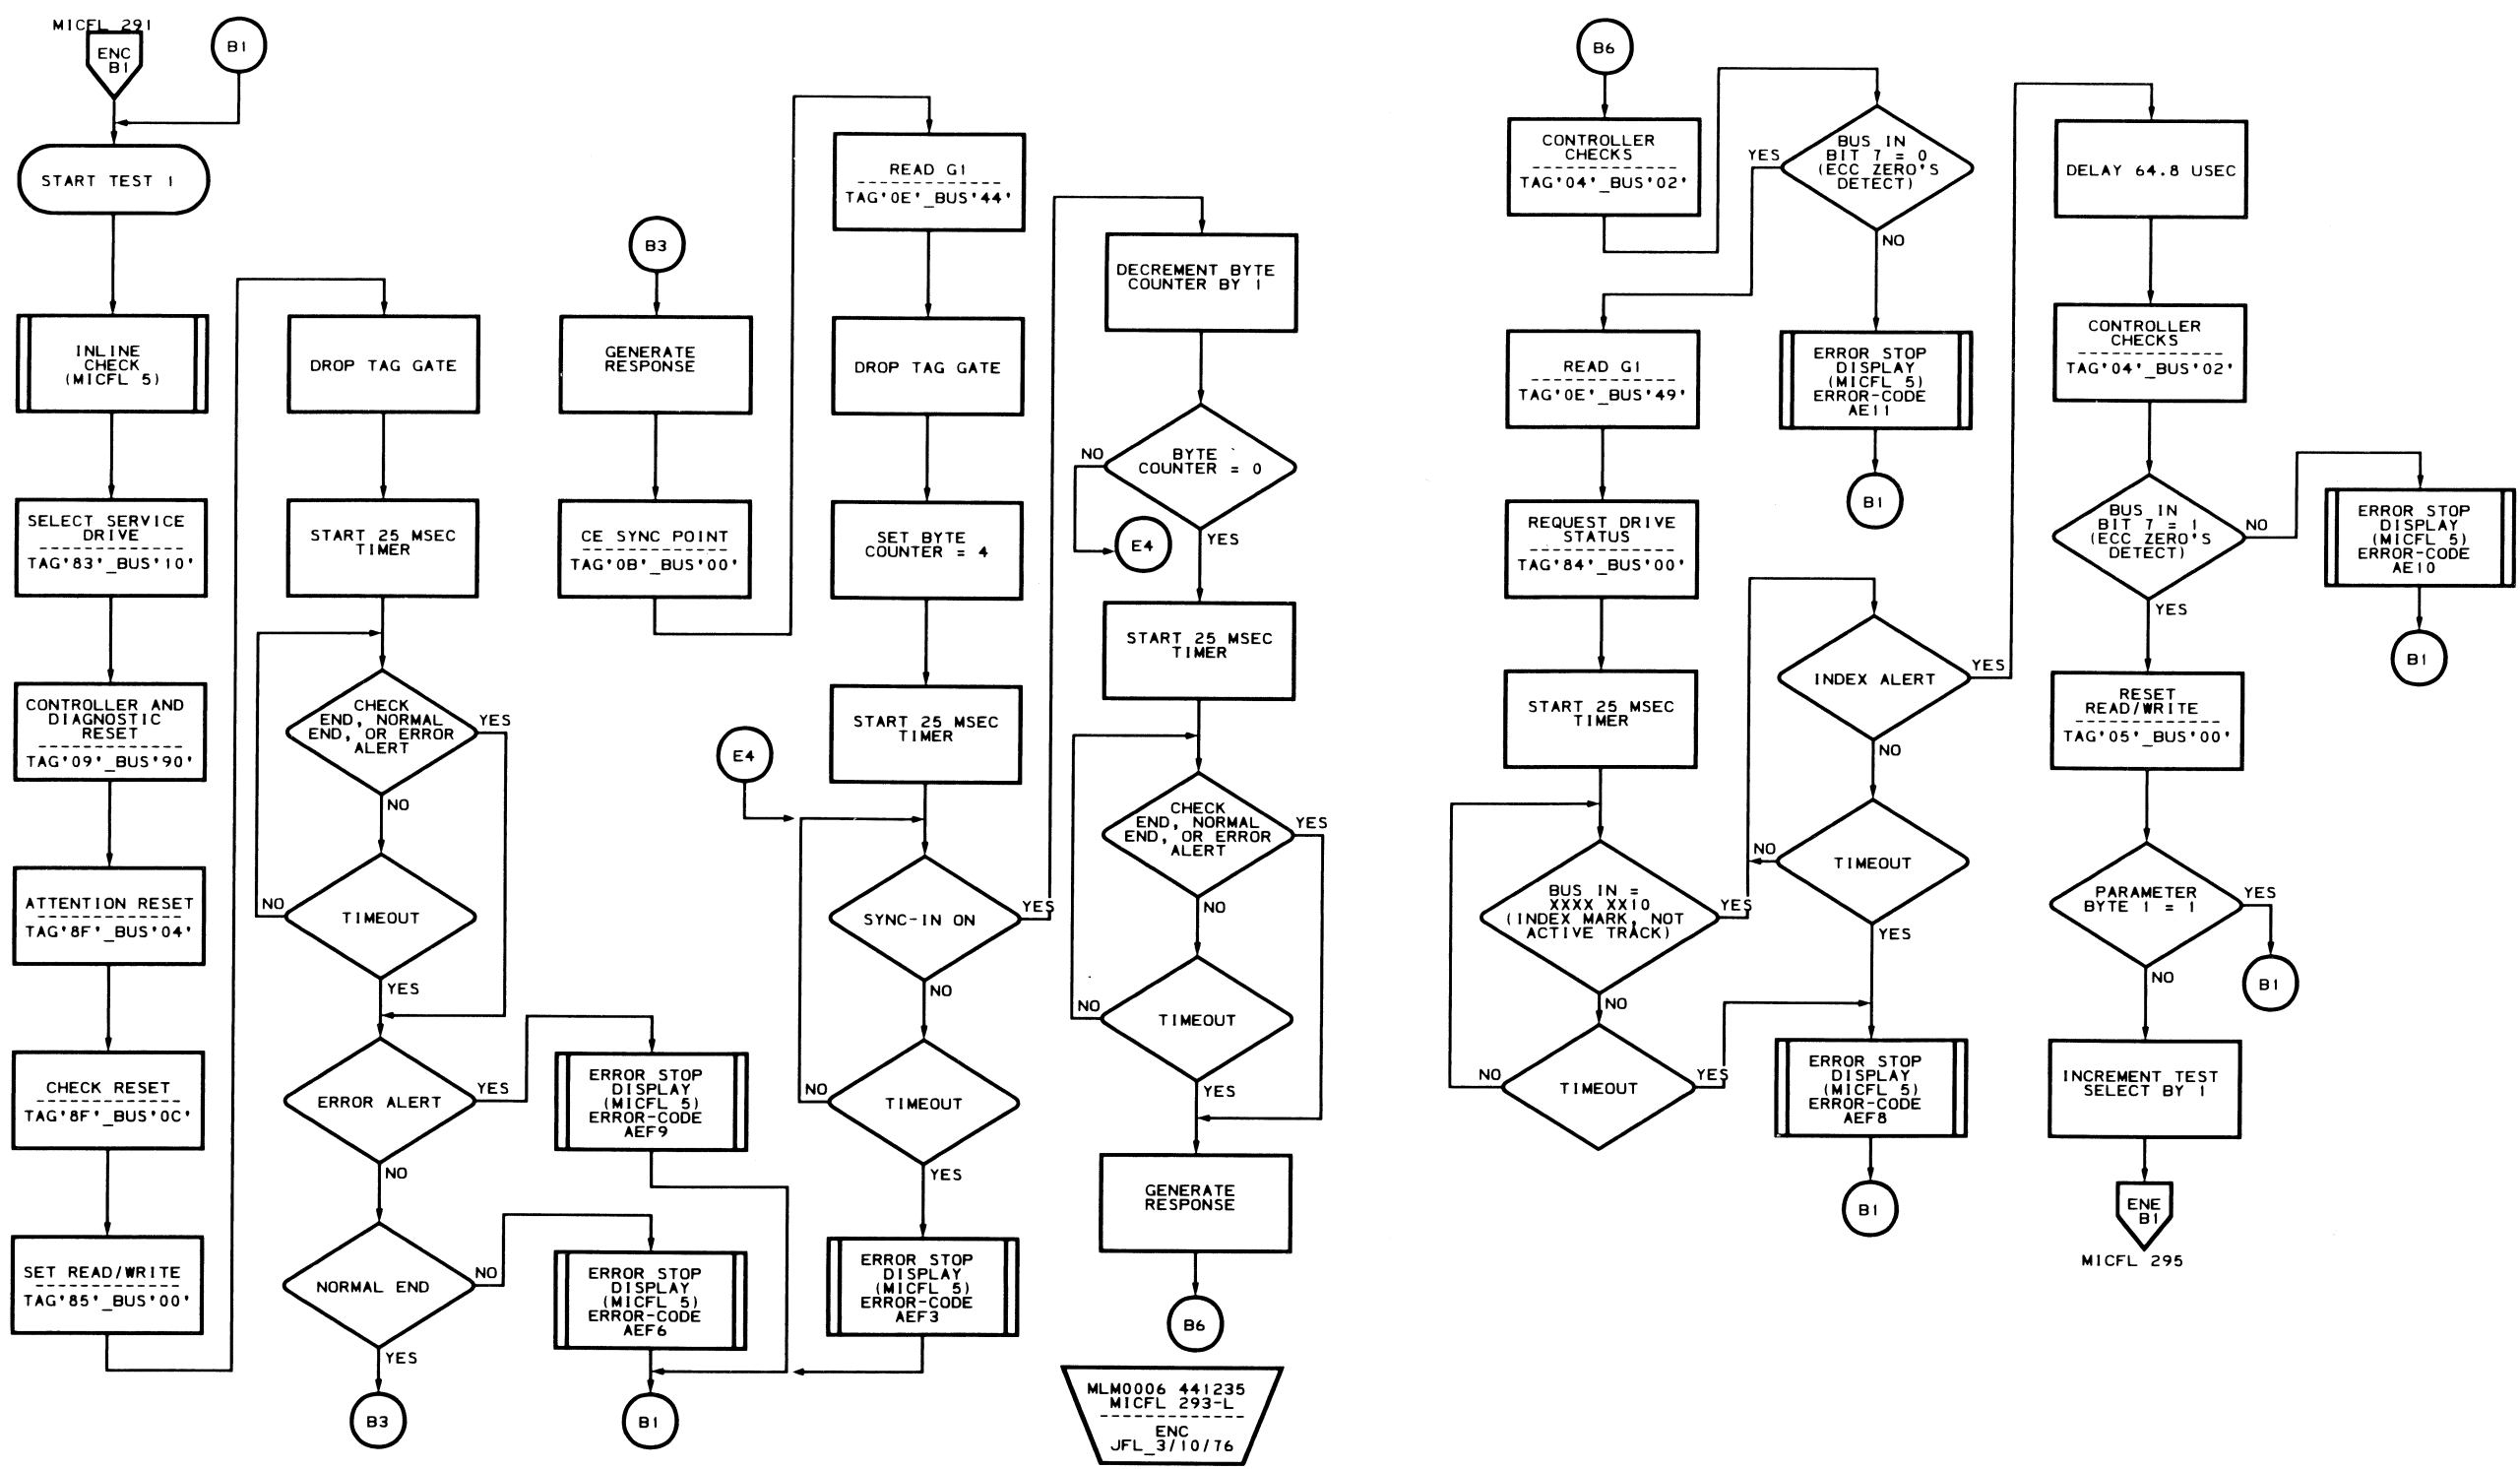 MICFL 291
ENC
B1
B1
START TEST 1
INLINE
CHECK
(MICFL 5)
SELECT SERVICE
DRIVE
TAG'83'_BUS'10'
CONTROLLER AND
DIAGNOSTIC
RESET
TAG'09'_BUS'90'
ATTENTION RESET
TAG'8F'_BUS'04'
CHECK RESET
TAG'8F'_BUS'0C'
SET READ/WRITE
TAG'85'_BUS'00'
DROP TAG GATE
START 25 MSEC
TIMER
CHECK
END, NORMAL
END, OR ERROR
ALERT
YES
NO
TIMEOUT
NO
YES
ERROR ALERT
YES
NO
NORMAL END
NO
YES
B3
B3
GENERATE
RESPONSE
CE SYNC POINT
TAG'0B'_BUS'00'
ERROR STOP
DISPLAY
(MICFL 5)
ERROR-CODE
AEF9
ERROR STOP
DISPLAY
(MICFL 5)
ERROR-CODE
AEF6
B1
READ G1
TAG'0E'_BUS'44'
DROP TAG GATE
SET BYTE
COUNTER = 4
START 25 MSEC
TIMER
E4
SYNC-IN ON
YES
NO
TIMEOUT
NO
YES
ERROR STOP
DISPLAY
(MICFL 5)
ERROR-CODE
AEF3
DECREMENT BYTE
COUNTER BY 1
BYTE
COUNTER = 0
NO
E4
YES
START 25 MSEC
TIMER
CHECK
END, NORMAL
END, OR ERROR
ALERT
YES
NO
TIMEOUT
NO
YES
GENERATE
RESPONSE
B6
MLM0006 441235
MICFL 293-L
ENC
JFL_3/10/76
B6
CONTROLLER
CHECKS
TAG'04'_BUS'02'
BUS IN
BIT 7 = 0
(ECC ZERO'S
DETECT)
YES
NO
READ G1
TAG'0E'_BUS'49'
ERROR STOP
DISPLAY
(MICFL 5)
ERROR-CODE
AE11
B1
REQUEST DRIVE
STATUS
TAG'84'_BUS'00'
START 25 MSEC
TIMER
BUS IN =
XXXX XX10
(INDEX MARK, NOT
ACTIVE TRACK)
YES
NO
TIMEOUT
NO
YES
INDEX ALERT
YES
NO
TIMEOUT
NO
YES
ERROR STOP
DISPLAY
(MICFL 5)
ERROR-CODE
AEF8
B1
DELAY 64.8 USEC
CONTROLLER
CHECKS
TAG'04'_BUS'02'
BUS IN
BIT 7 = 1
(ECC ZERO'S
DETECT)
NO
YES
ERROR STOP
DISPLAY
(MICFL 5)
ERROR-CODE
AE10
B1
RESET
READ/WRITE
TAG'05'_BUS'00'
PARAMETER
BYTE 1 = 1
YES
B1
NO
INCREMENT TEST
SELECT BY 1
ENE
B1
MICFL 295